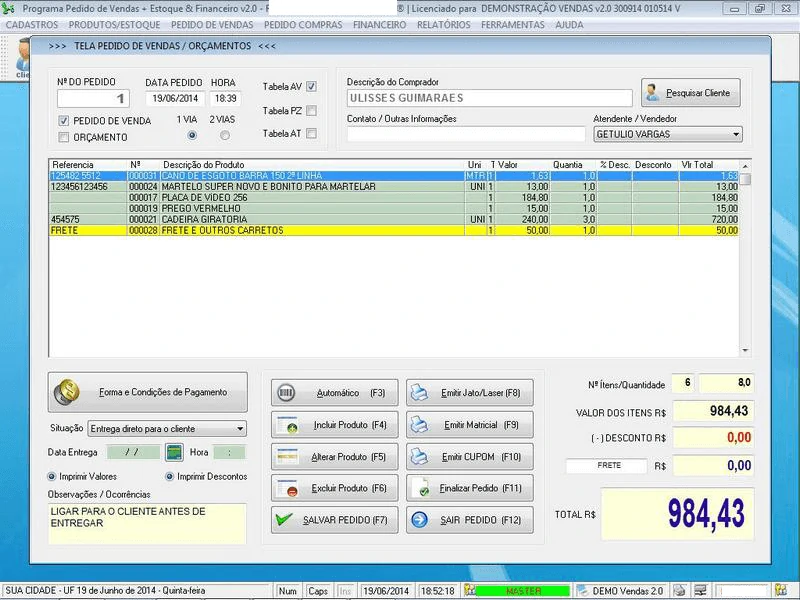 Programa Pedido de Vendas + Estoque & Financeiro v2.0 - F ® | Licenciado para DEMONSTRAÇÃO VENDAS v2.0 300914 010514 V
CADASTROS PRODUTOS/ESTOQUE PEDIDO DE VENDAS PEDIDO COMPRAS FINANCEIRO RELATÓRIOS FERRAMENTAS AJUDA
>>> TELA PEDIDO DE VENDAS / ORÇAMENTOS <<<
Nº DO PEDIDO DATA PEDIDO HORA Tabela AV Descrição do Comprador
1 19/06/2014 18:39 ULISSES GUIMARAES Pesquisar Cliente
Tabela PZ Contato / Outras Informações Atendente / Vendedor
PEDIDO DE VENDA 1 VIA 2 VIAS
ORÇAMENTO Tabela AT GETULIO VARGAS
Referencia Nº Descrição do Produto Uni T Valor Quantia % Desc. Desconto Vlr Total
125482 5512 000031 CANO DE ESGOTO BARRA 150 2ª LINHA MTR 1 1,63 1,0 1,63
123456123456 000024 MARTELO SUPER NOVO E BONITO PARA MARTELAR UNI 1 13,00 1,0 13,00
000017 PLACA DE VIDEO 256 1 184,80 1,0 184,80
000019 PREGO VERMELHO 1 15,00 1,0 15,00
454575 000021 CADEIRA GIRATORIA UNI 1 240,00 3,0 720,00
FRETE 000028 FRETE E OUTROS CARRETOS 1 50,00 1,0 50,00
Forma e Condições de Pagamento Automático (F3) Emitir Jato/Laser (F8) Nº Ítens/Quantidade 6 8,0
Situação Entrega direto para o cliente Incluir Produto (F4) Emitir Matricial (F9) VALOR DOS ITENS R$ 984,43
Data Entrega / / Hora : Alterar Produto (F5) Emitir CUPOM (F10) ( - ) DESCONTO R$ 0,00
Imprimir Valores Imprimir Descontos Excluir Produto (F6) Finalizar Pedido (F11) FRETE R$ 0,00
Observações / Ocorrências
LIGAR PARA O CLIENTE ANTES DE
ENTREGAR
SALVAR PEDIDO (F7) SAIR PEDIDO (F12) TOTAL R$ 984,43
SUA CIDADE - UF 19 de Junho de 2014 - Quinta-feira Num Caps Ins 19/06/2014 18:52:18 MASTER DEMO Vendas 2.0